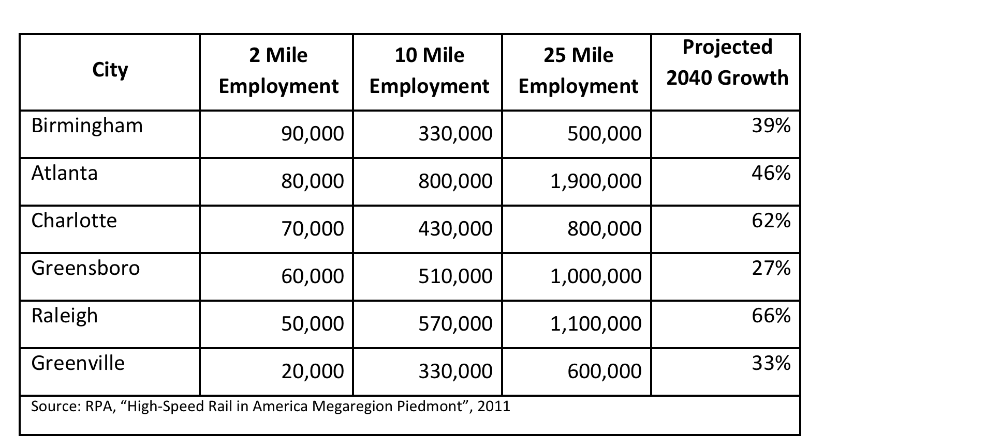 City 2 Mile Employment 10 Mile Employment 25 Mile Employment Projected 2040 Growth
Birmingham 90,000 330,000 500,000 39%
Atlanta 80,000 800,000 1,900,000 46%
Charlotte 70,000 430,000 800,000 62%
Greensboro 60,000 510,000 1,000,000 27%
Raleigh 50,000 570,000 1,100,000 66%
Greenville 20,000 330,000 600,000 33%
Source: RPA, “High-Speed Rail in America Megaregion Piedmont”, 2011